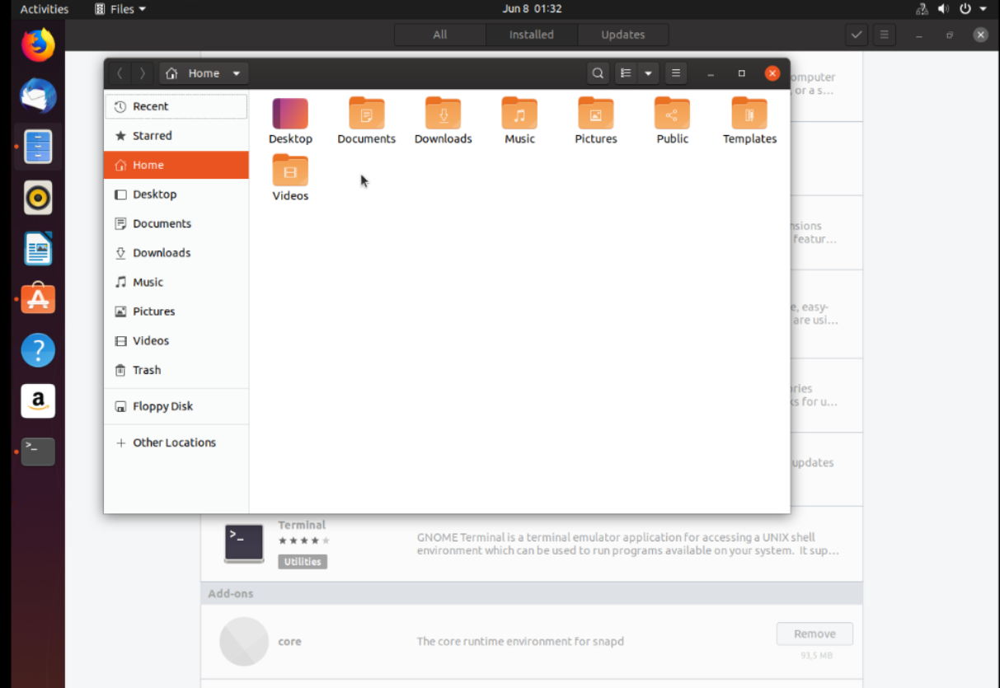 Activities
Files
Jun 8 01:32
All
Installed
Updates
Home
Recent
Starred
Home
Desktop
Documents
Downloads
Music
Pictures
Videos
Trash
Floppy Disk
Other Locations
Desktop
Documents
Downloads
Music
Pictures
Public
Templates
Videos
or a s...
featur...
e, easy-
are usi...
s for u...
updates
Terminal
Utilities
GNOME Terminal is a terminal emulator application for accessing a UNIX shell
environment which can be used to run programs available on your system. It sup...
Add-ons
core
The core runtime environment for snapd
Remove
93,5 MB